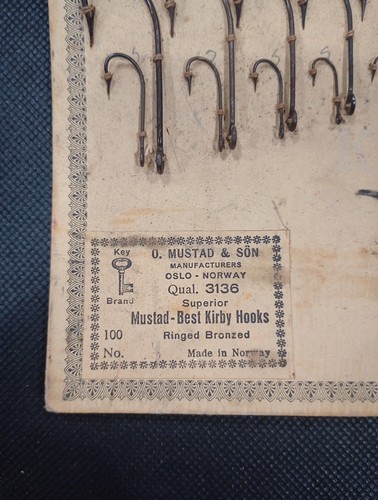 Key
Brand
O. MUSTAD & SÖN
MANUFACTURERS
OSLO - NORWAY
Qual. 3136
Superior
Mustad-Best Kirby Hooks
100 Ringed Bronzed
No. Made in Norway